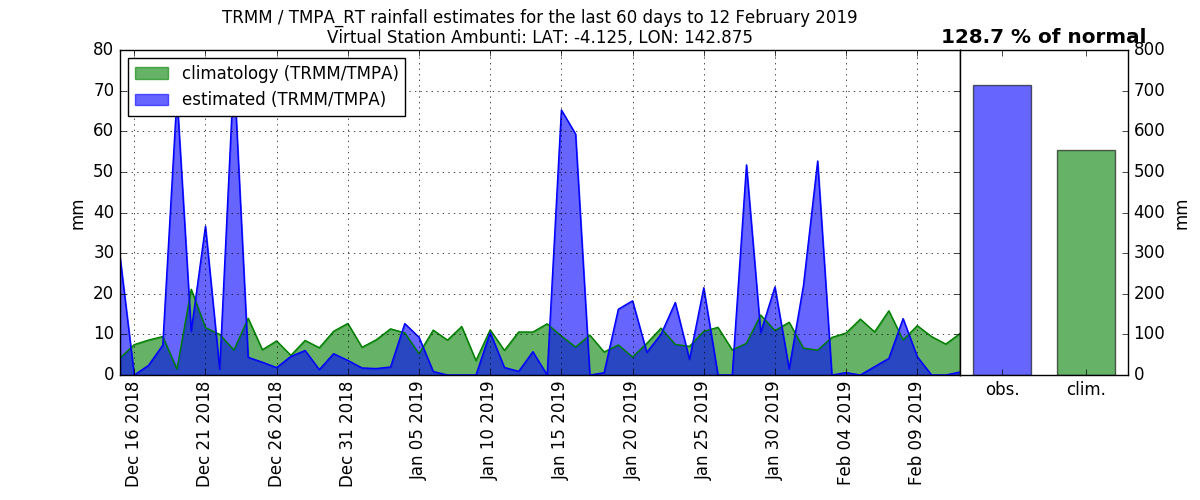 TRMM / TMPA_RT rainfall estimates for the last 60 days to 12 February 2019
Virtual Station Ambunti: LAT: -4.125, LON: 142.875
128.7 % of normal
climatology (TRMM/TMPA)
estimated (TRMM/TMPA)
80
70
60
50
40
30
20
10
0
mm
Dec 16 2018
Dec 21 2018
Dec 26 2018
Dec 31 2018
Jan 05 2019
Jan 10 2019
Jan 15 2019
Jan 20 2019
Jan 25 2019
Jan 30 2019
Feb 04 2019
Feb 09 2019
obs.
clim.
800
700
600
500
400
300
200
100
0
mm